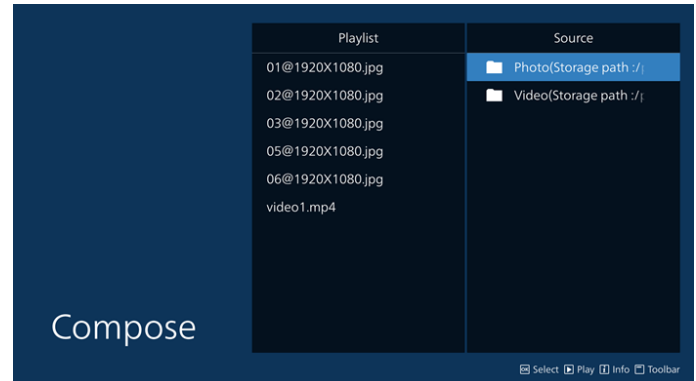 Playlist
Source
01@1920X1080.jpg
02@1920X1080.jpg
03@1920X1080.jpg
05@1920X1080.jpg
06@1920X1080.jpg
video1.mp4
Photo(Storage path :/
Video(Storage path :/
Compose
OK Select Play i Info Toolbar